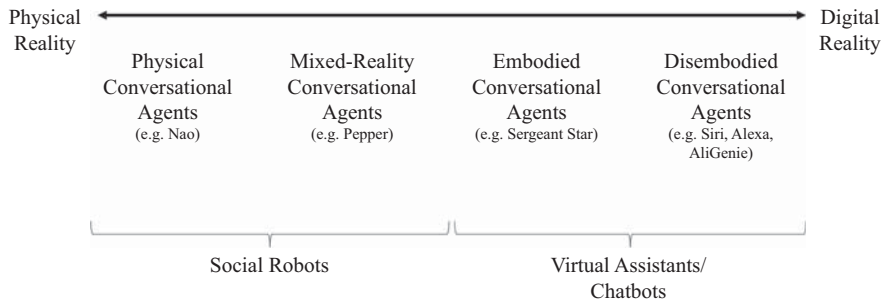 Physical
Reality
Digital
Reality
Physical
Conversational
Agents
(e.g. Nao)
Mixed-Reality
Conversational
Agents
(e.g. Pepper)
Embodied
Conversational
Agents
(e.g. Sergeant Star)
Disembodied
Conversational
Agents
(e.g. Siri, Alexa,
AliGenie)
Social Robots
Virtual Assistants/
Chatbots